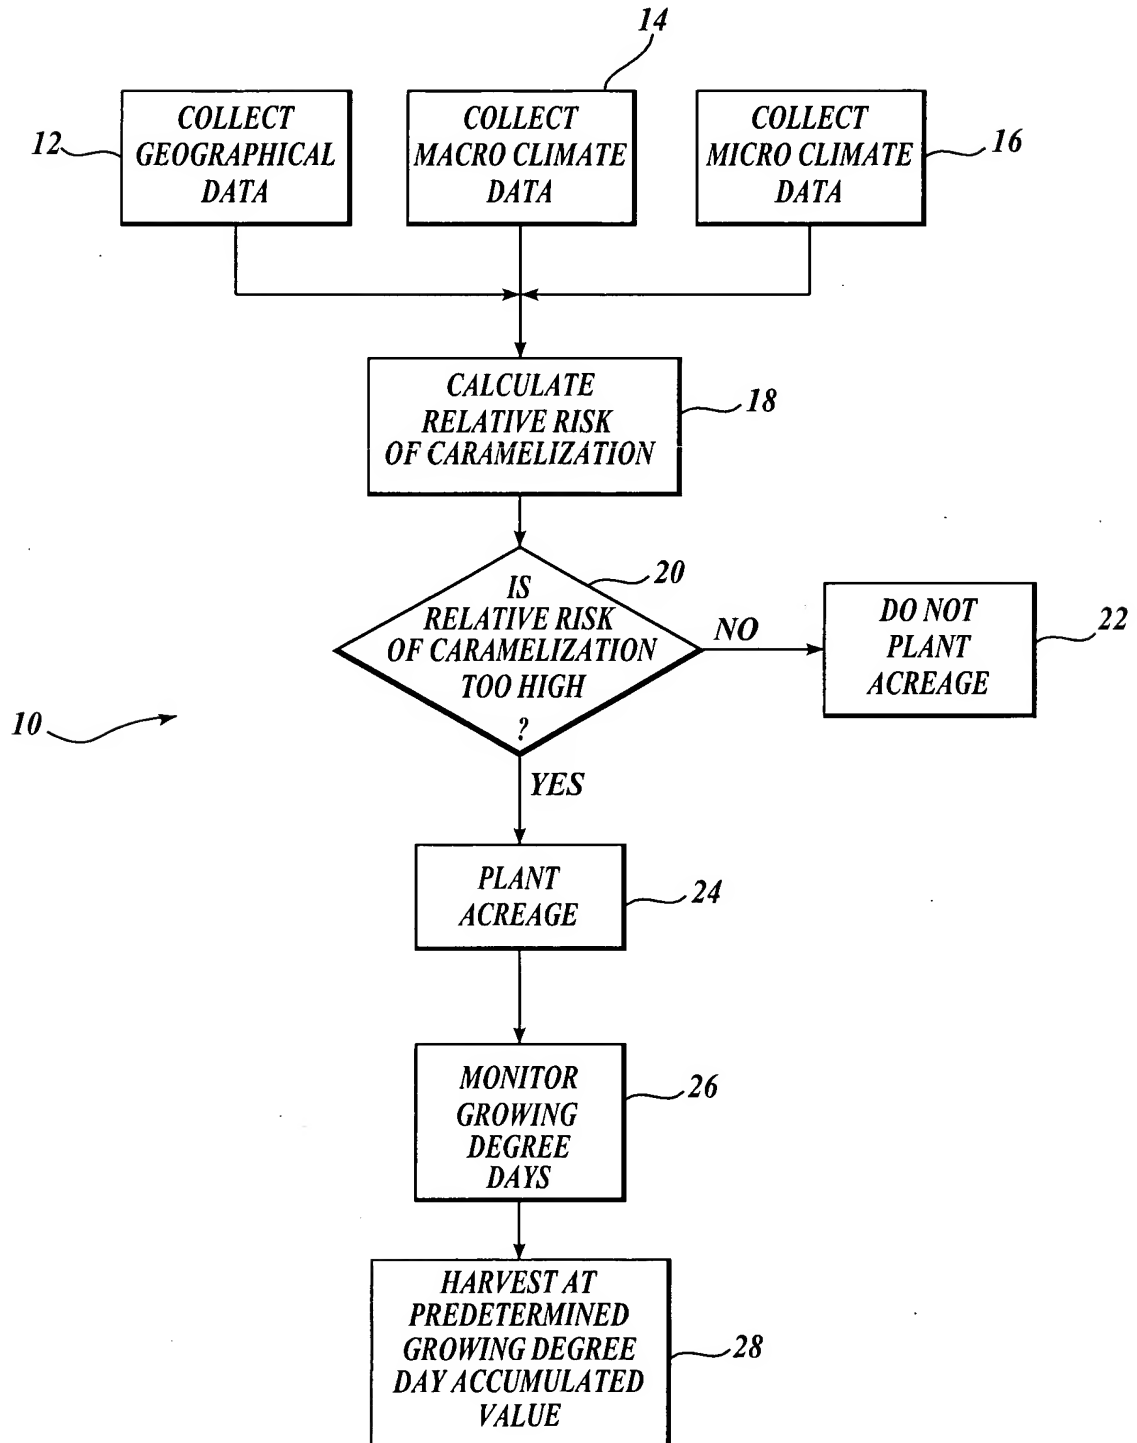 14
12
COLLECT
GEOGRAPHICAL
DATA
COLLECT
MACRO CLIMATE
DATA
COLLECT
MICRO CLIMATE
DATA
16
CALCULATE
RELATIVE RISK
OF CARAMELIZATION
18
IS
RELATIVE RISK
OF CARAMELIZATION
TOO HIGH
?
20
NO
DO NOT
PLANT
ACREAGE
22
10
YES
PLANT
ACREAGE
24
MONITOR
GROWING
DEGREE
DAYS
26
HARVEST AT
PREDETERMINED
GROWING DEGREE
DAY ACCUMULATED
VALUE
28